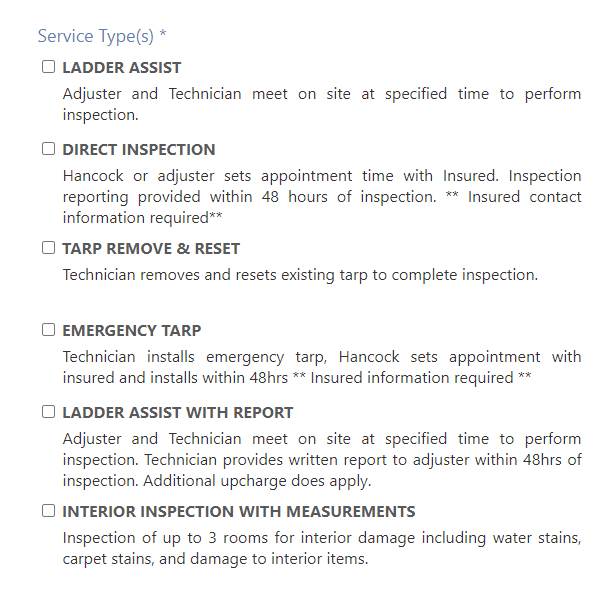 Service Type(s) *
LADDER ASSIST
Adjuster and Technician meet on site at specified time to perform
inspection.
DIRECT INSPECTION
Hancock or adjuster sets appointment time with Insured. Inspection
reporting provided within 48 hours of inspection. ** Insured contact
information required**
TARP REMOVE & RESET
Technician removes and resets existing tarp to complete inspection.
EMERGENCY TARP
Technician installs emergency tarp, Hancock sets appointment with
insured and installs within 48hrs ** Insured information required **
LADDER ASSIST WITH REPORT
Adjuster and Technician meet on site at specified time to perform
inspection. Technician provides written report to adjuster within 48hrs of
inspection. Additional upcharge does apply.
INTERIOR INSPECTION WITH MEASUREMENTS
Inspection of up to 3 rooms for interior damage including water stains,
carpet stains, and damage to interior items.